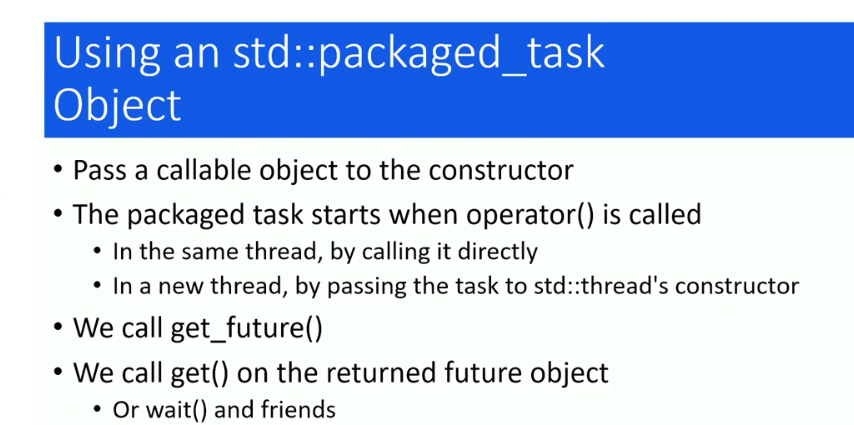 Using an std::packaged_task
Object
• Pass a callable object to the constructor
• The packaged task starts when operator() is called
• In the same thread, by calling it directly
• In a new thread, by passing the task to std::thread's constructor
• We call get_future()
• We call get() on the returned future object
• Or wait() and friends